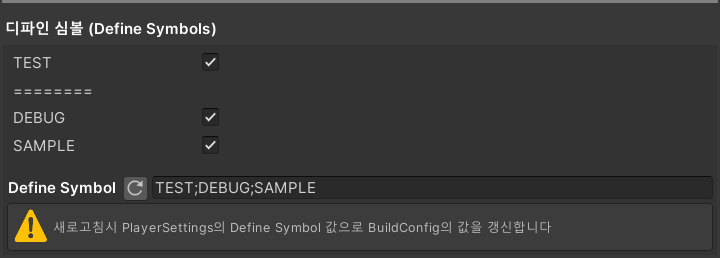 디파인 심볼 (Define Symbols)
TEST
========
DEBUG
SAMPLE
Define Symbol TEST;DEBUG;SAMPLE
새로고침시 PlayerSettings의 Define Symbol 값으로 BuildConfig의 값을 갱신합니다